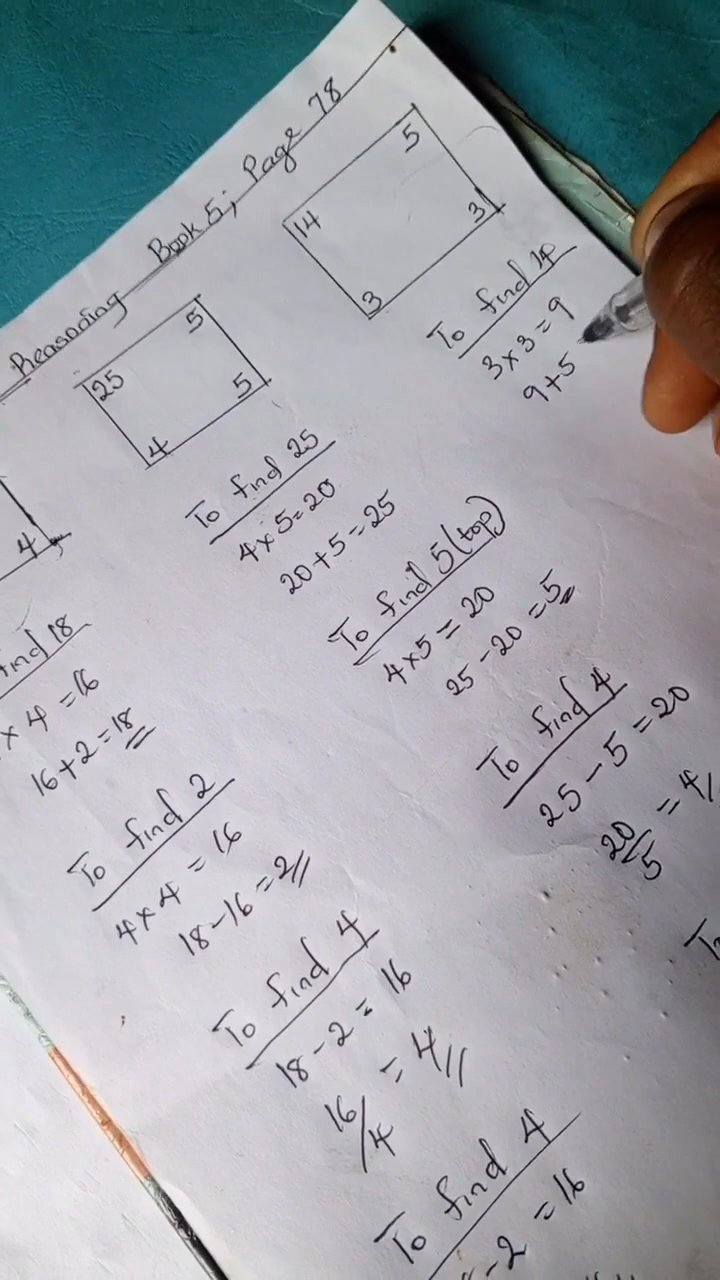 Reasoning Book 5; Page 78
5
14
3
3
To find 14
3 x 3 = 9
9 + 5
5
25
5
4
To find 25
4 x 5 = 20
20 + 5 = 25
To find 5 (top)
4 x 5 = 20
25 - 20 = 5
To find 4
25 - 5 = 20
20/5 = 4
4
find 18
x 4 = 16
16 + 2 = 18
To find 2
4 x 4 = 16
18 - 16 = 2
To find 4
18 - 2 = 16
16/4 = 4
To find 4
- 2 = 16